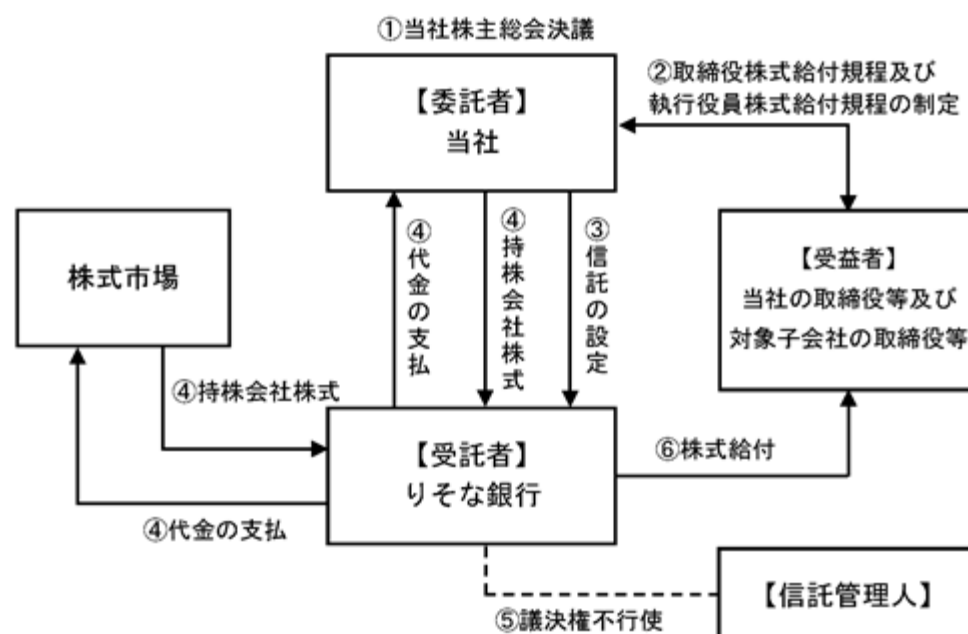 ①当社株主総会決議
【委託者】
当社
②取締役株式給付規程及び
執行役員株式給付規程の制定
株式市場
④代金の支払
④持株会社株式
③信託の設定
【受益者】
当社の取締役等及び
対象子会社の取締役等
④持株会社株式
【受託者】
りそな銀行
⑥株式給付
④代金の支払
【信託管理人】
⑤議決権不行使